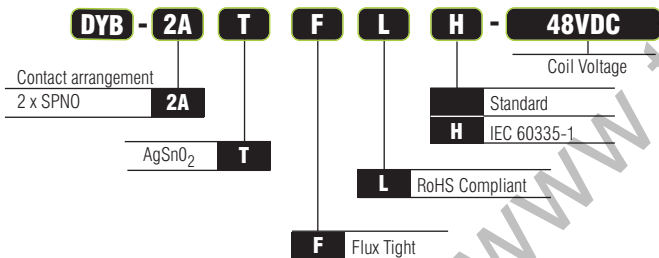 DYB - 2A T F L H - 48VDC
Coil Voltage
Contact arrangement
2 x SPNO 2A
Standard
H IEC 60335-1
AgSn0₂ T
L RoHS Compliant
F Flux Tight